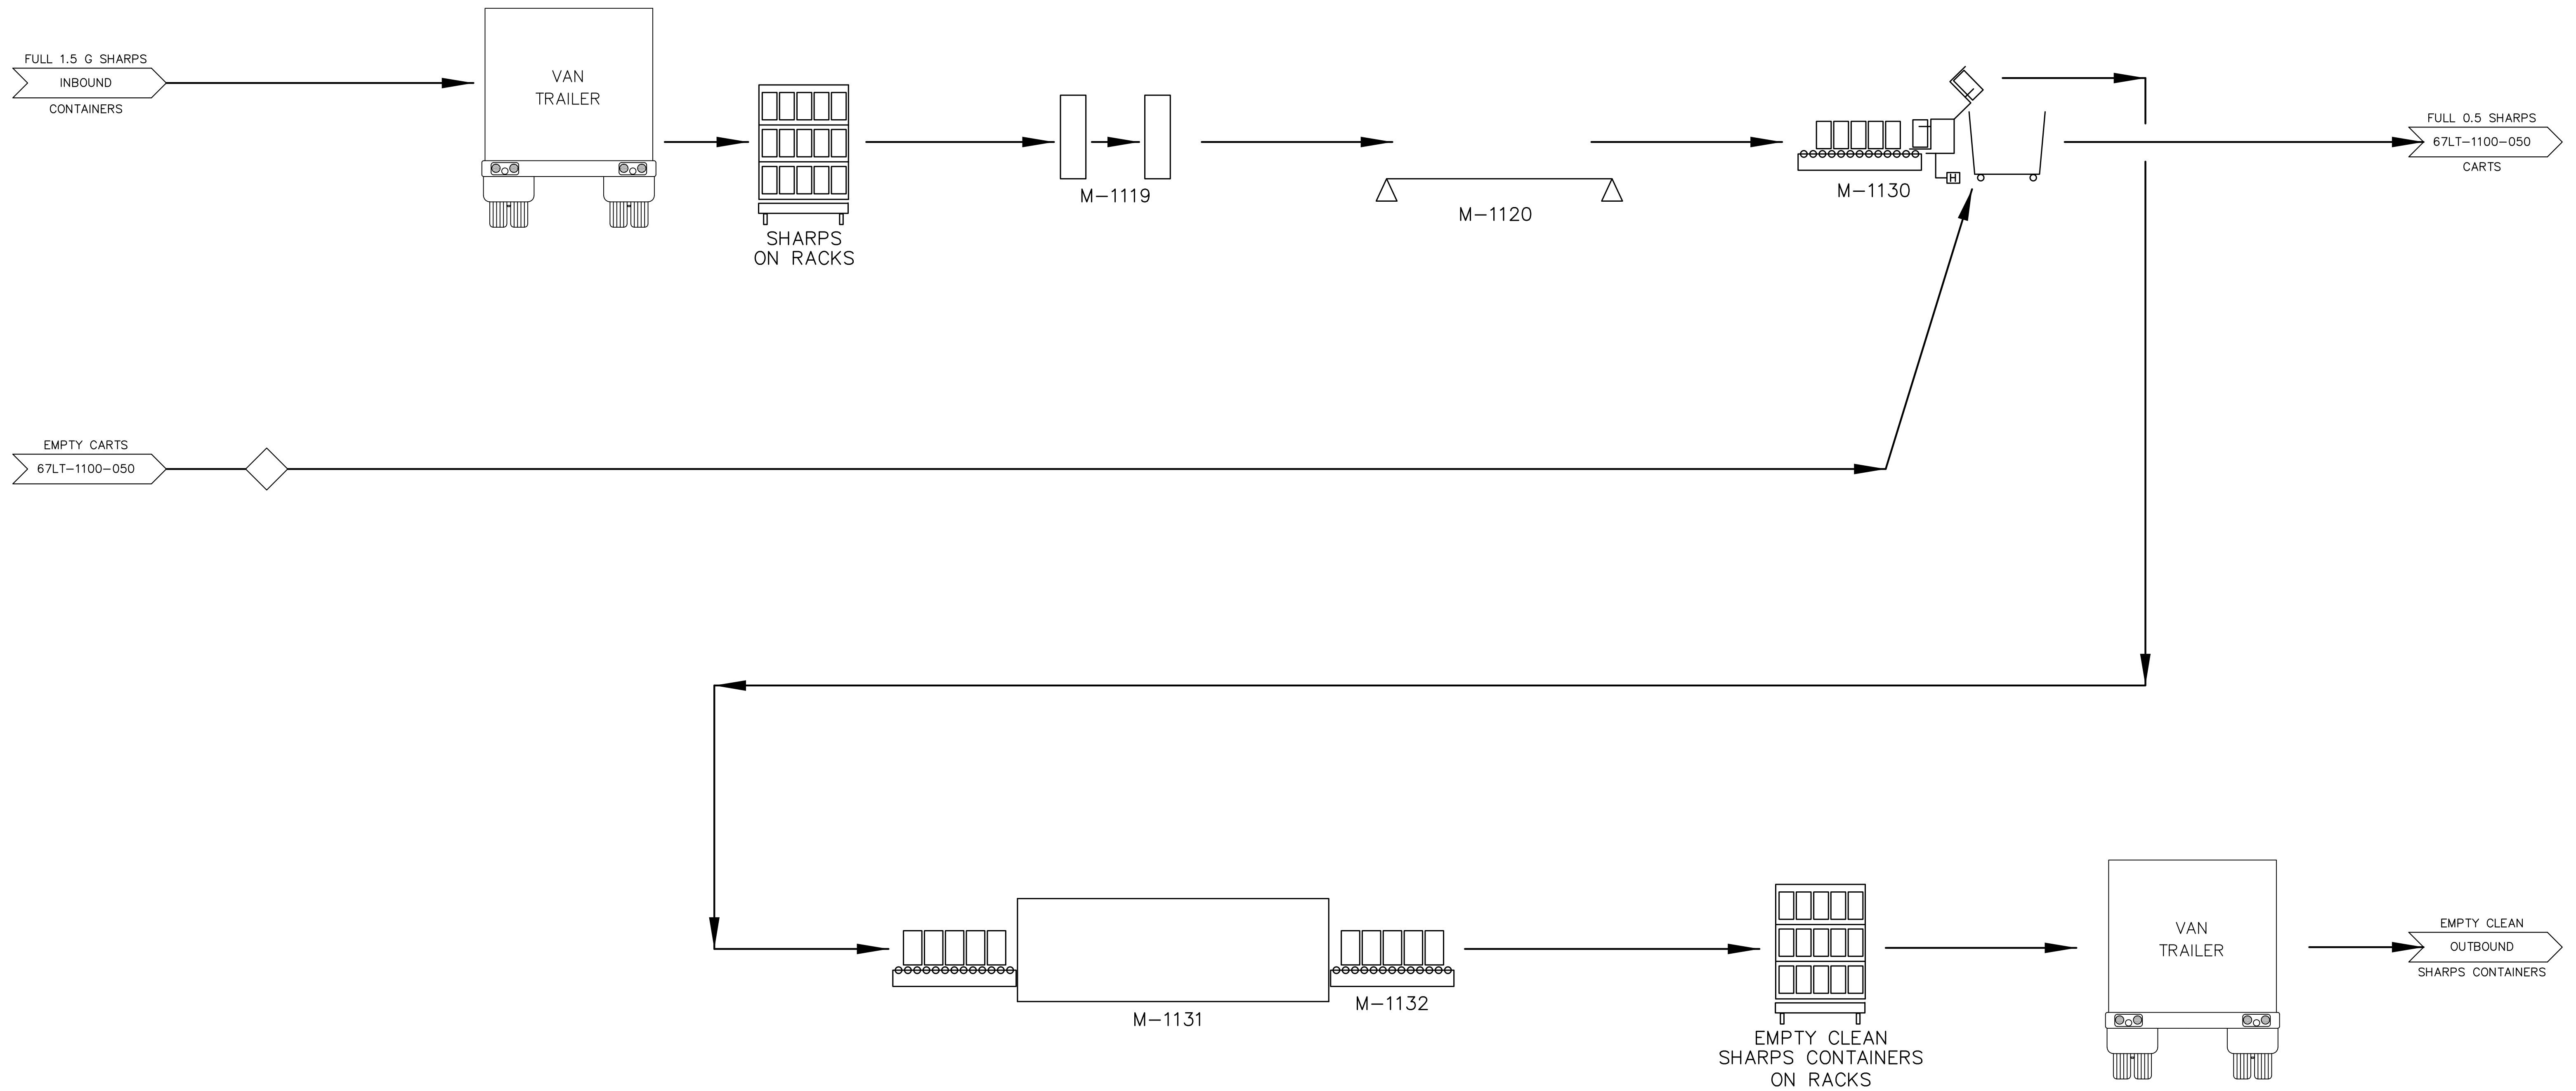 FULL 1.5 G SHARPS
INBOUND
CONTAINERS
VAN
TRAILER
SHARPS
ON RACKS
M-1119
M-1120
M-1130
H
FULL 0.5 SHARPS
67LT-1100-050
CARTS
EMPTY CARTS
67LT-1100-050
M-1131
M-1132
EMPTY CLEAN
SHARPS CONTAINERS
ON RACKS
VAN
TRAILER
EMPTY CLEAN
OUTBOUND
SHARPS CONTAINERS